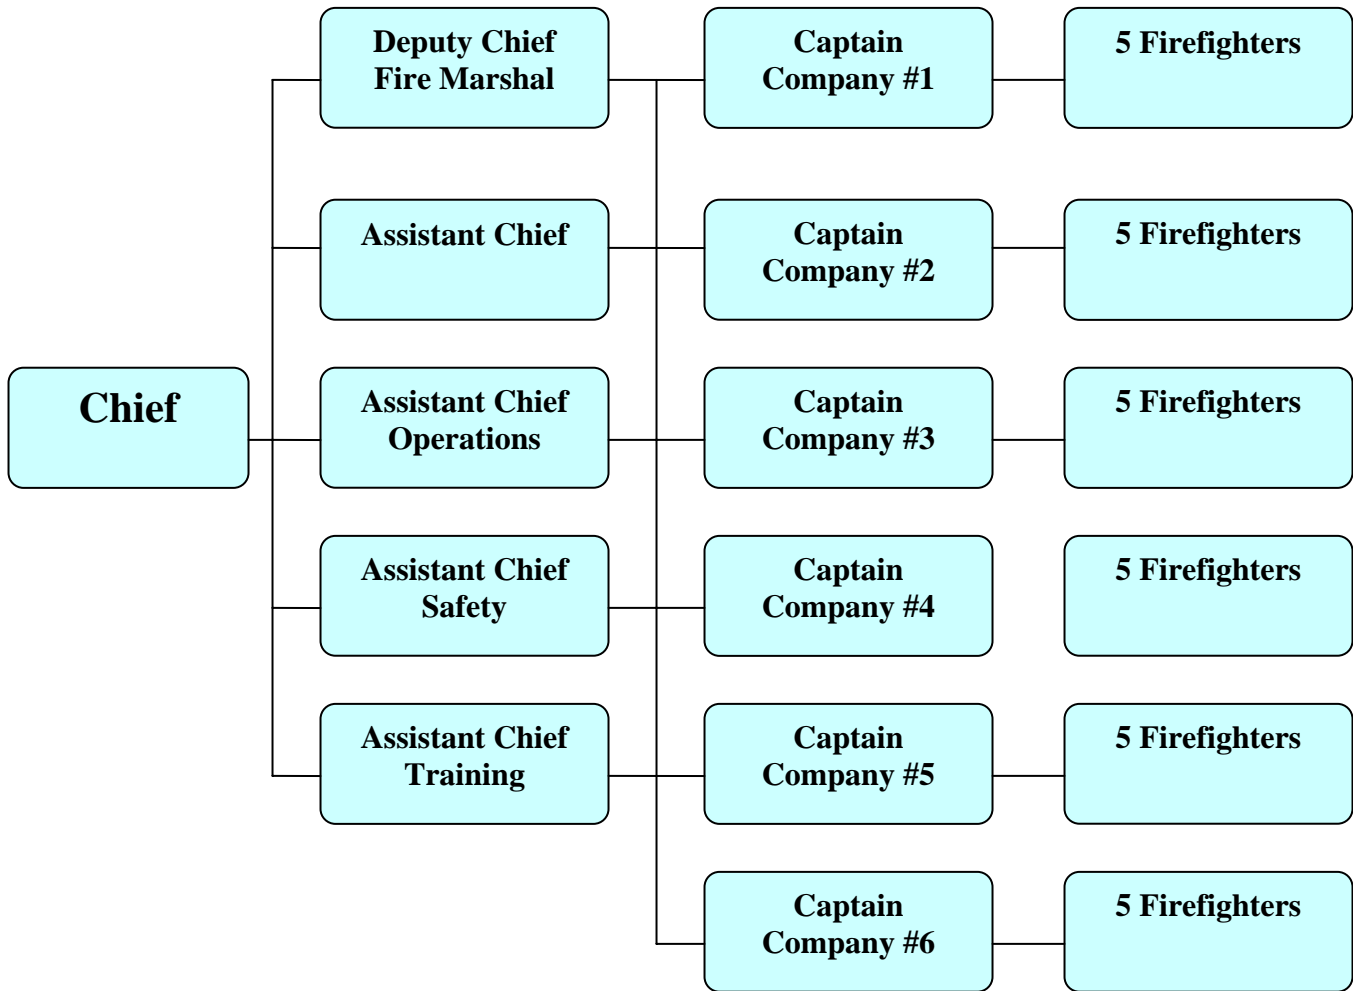 Deputy Chief
Fire Marshal
Captain
Company #1
5 Firefighters
Assistant Chief
Captain
Company #2
5 Firefighters
Chief
Assistant Chief
Operations
Captain
Company #3
5 Firefighters
Assistant Chief
Safety
Captain
Company #4
5 Firefighters
Assistant Chief
Training
Captain
Company #5
5 Firefighters
Captain
Company #6
5 Firefighters